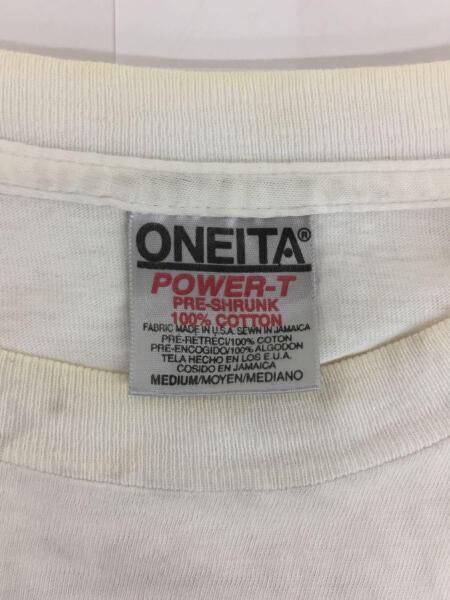 ONEITA®
POWER-T
PRE-SHRUNK
100% COTTON
FABRIC MADE IN U.S.A. SEWN IN JAMAICA
PRE-RETRECI/100% COTON
PRE-ENCOGIDO/100% ALGODON
TELA HECHO EN LOS E.U.A.
COSIDO EN JAMAICA
MEDIUM/MOYEN/MEDIANO